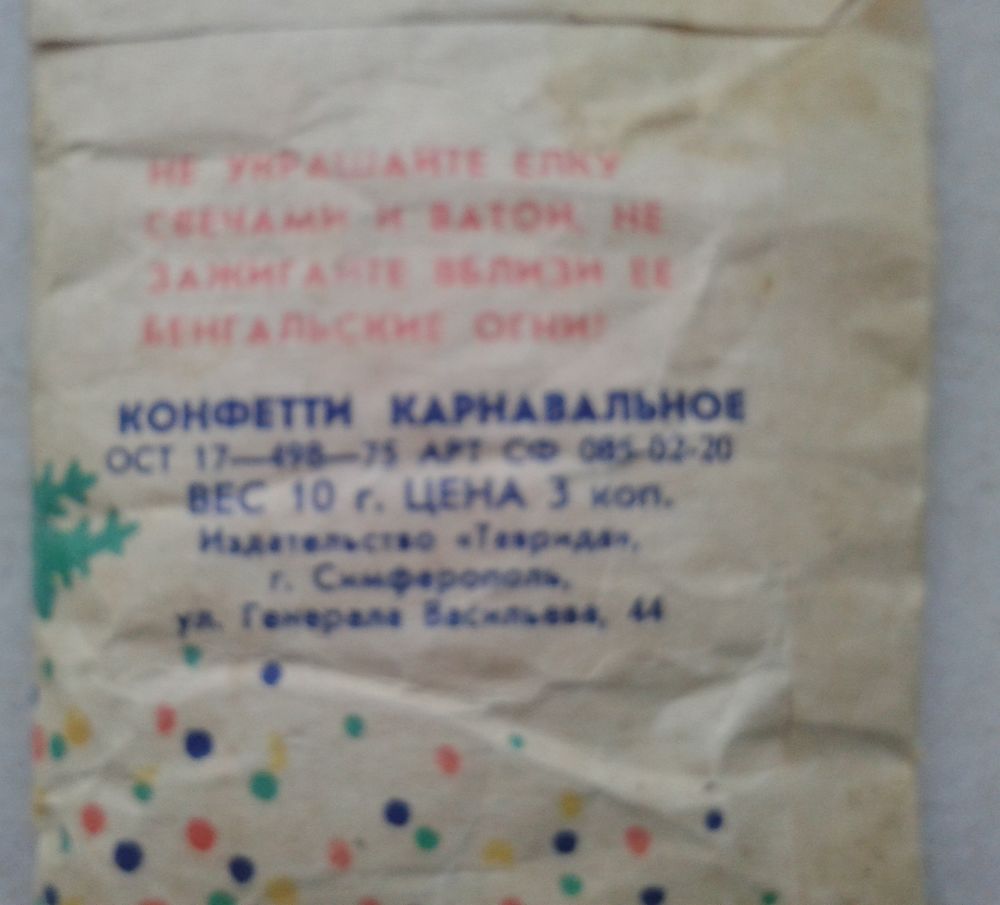 НЕ УКРАШАЙТЕ ЕЛКУ
СВЕЧАМИ И ВАТОЙ, НЕ
ЗАЖИГАЙТЕ ВБЛИЗИ ЕЕ
БЕНГАЛЬСКИЕ ОГНИ!
КОНФЕТТИ КАРНАВАЛЬНОЕ
ОСТ 17—498—75 АРТ СФ 085-02-20
ВЕС 10 г. ЦЕНА 3 коп.
Издательство «Таврида»,
г. Симферополь,
ул. Генерала Васильева, 44